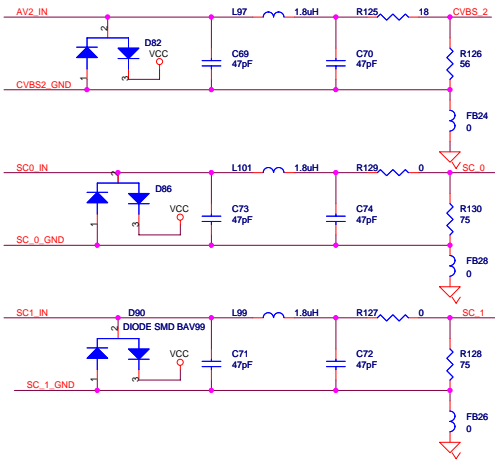 AV2_IN L97 1.8uH R125 18 CVBS_2
2 D82 C69 C70 R126
VCC 47pF 47pF 56
1 3
CVBS2_GND
FB24
0
SC0_IN L101 1.8uH R129 0 SC_0
2 D86 C73 C74 R130
VCC 47pF 47pF 75
1 3
SC_0_GND
FB28
0
SC1_IN D90 L99 1.8uH R127 0 SC_1
2 DIODE SMD BAV99
VCC C71 C72 R128
47pF 47pF 75
1 3
SC_1_GND
FB26
0